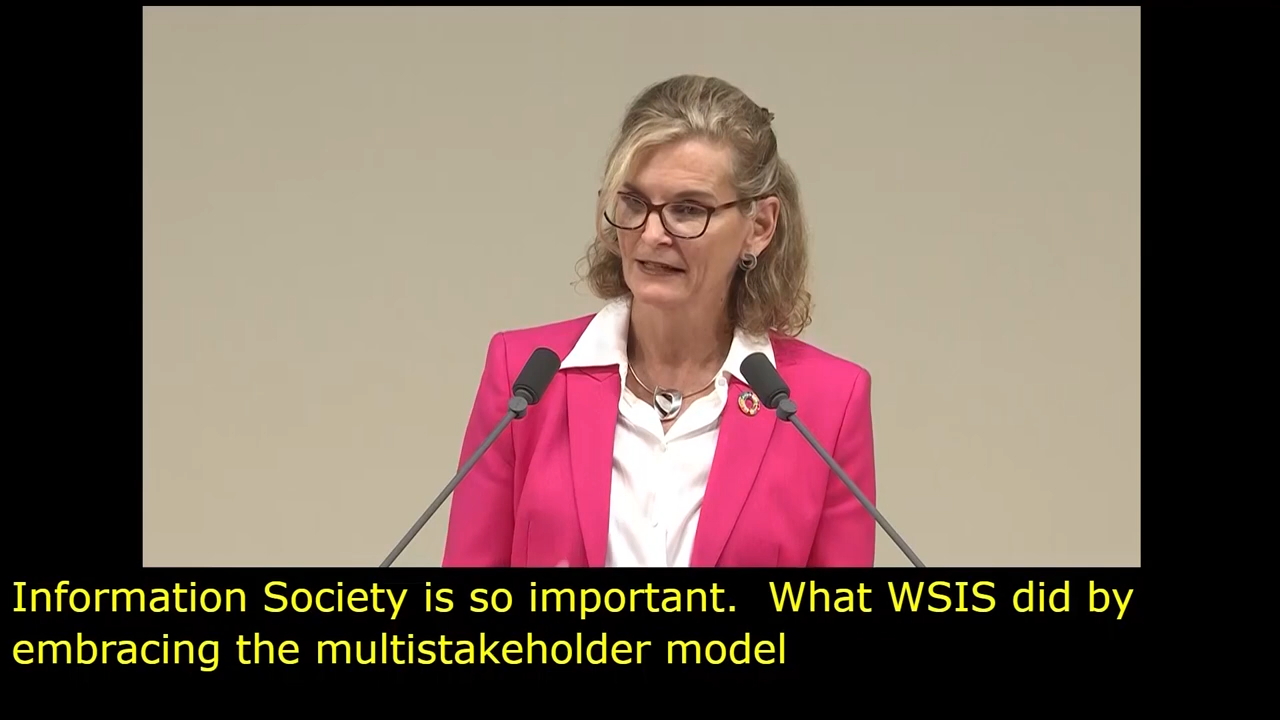 Information Society is so important.  What WSIS did by
embracing the multistakeholder model